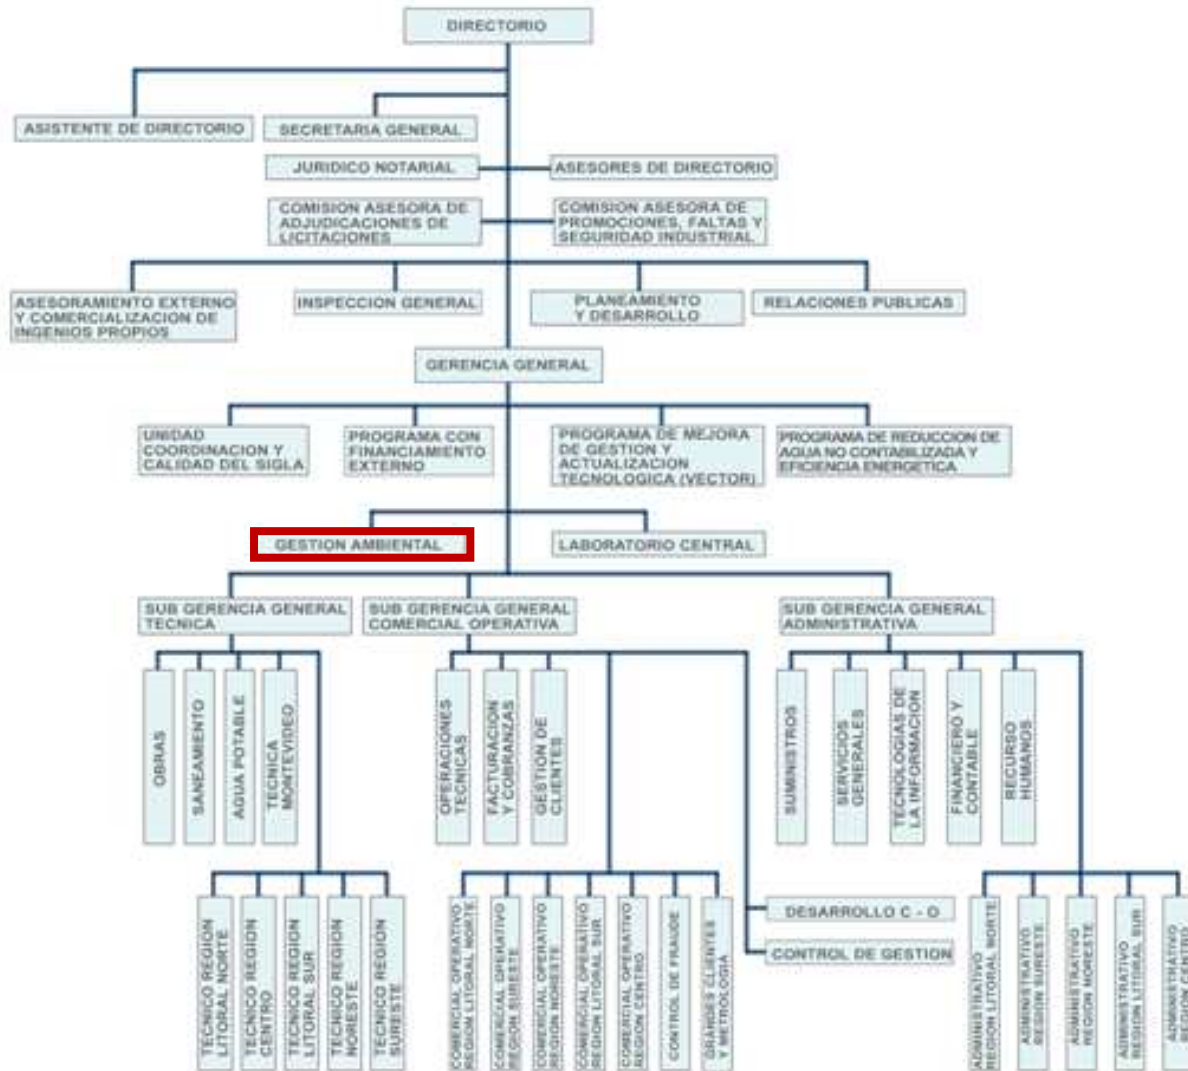 DIRECTORIO
ASISTENTE DE DIRECTORIO
SECRETARIA GENERAL
JURIDICO NOTARIAL
ASESORES DE DIRECTORIO
COMISION ASESORA DE
ADJUDICACIONES DE
LICITACIONES
COMISION ASESORA DE
PROMOCIONES, FALTAS Y
SEGURIDAD INDUSTRIAL
ASESORAMIENTO EXTERNO
Y COMERCIALIZACION DE
INGENIOS PROPIOS
INSPECCION GENERAL
PLANEAMIENTO
Y DESARROLLO
RELACIONES PUBLICAS
GERENCIA GENERAL
UNIDAD
COORDINACION Y
CALIDAD DEL SIGLA
PROGRAMA CON
FINANCIAMIENTO
EXTERNO
PROGRAMA DE MEJORA
DE GESTION Y
ACTUALIZACION
TECNOLOGICA (VECTOR)
PROGRAMA DE REDUCCION DE
AGUA NO CONTABILIZADA Y
EFICIENCIA ENERGETICA
GESTION AMBIENTAL
LABORATORIO CENTRAL
SUB GERENCIA GENERAL
TECNICA
SUB GERENCIA GENERAL
COMERCIAL OPERATIVA
SUB GERENCIA GENERAL
ADMINISTRATIVA
OBRAS
SANEAMIENTO
AGUA POTABLE
TECNICA
MONTEVIDEO
OPERACIONES
TECNICAS
FACTURACION
Y COBRANZAS
GESTION DE
CLIENTES
SUMINISTROS
SERVICIOS
GENERALES
TECNOLOGIAS DE
LA INFORMACION
FINANCIERO Y
CONTABLE
RECURSO
HUMANOS
TECNICO REGION
LITORAL NORTE
TECNICO REGION
CENTRO
TECNICO REGION
LITORAL SUR
TECNICO REGION
NORESTE
TECNICO REGION
SURESTE
COMERCIAL OPERATIVO
REGION LITORAL NORTE
COMERCIAL OPERATIVO
REGION SURESTE
COMERCIAL OPERATIVO
REGION NORESTE
COMERCIAL OPERATIVO
REGION LITORAL SUR
COMERCIAL OPERATIVO
REGION CENTRO
CONTROL DE FRAUDE
GRANDES CLIENTES
Y METROLOGIA
DESARROLLO C - O
CONTROL DE GESTION
ADMINISTRATIVO
REGION LITORAL NORTE
ADMINISTRATIVO
REGION SURESTE
ADMINISTRATIVO
REGION NORESTE
ADMINISTRATIVO
REGION LITORAL SUR
ADMINISTRATIVO
REGION CENTRO